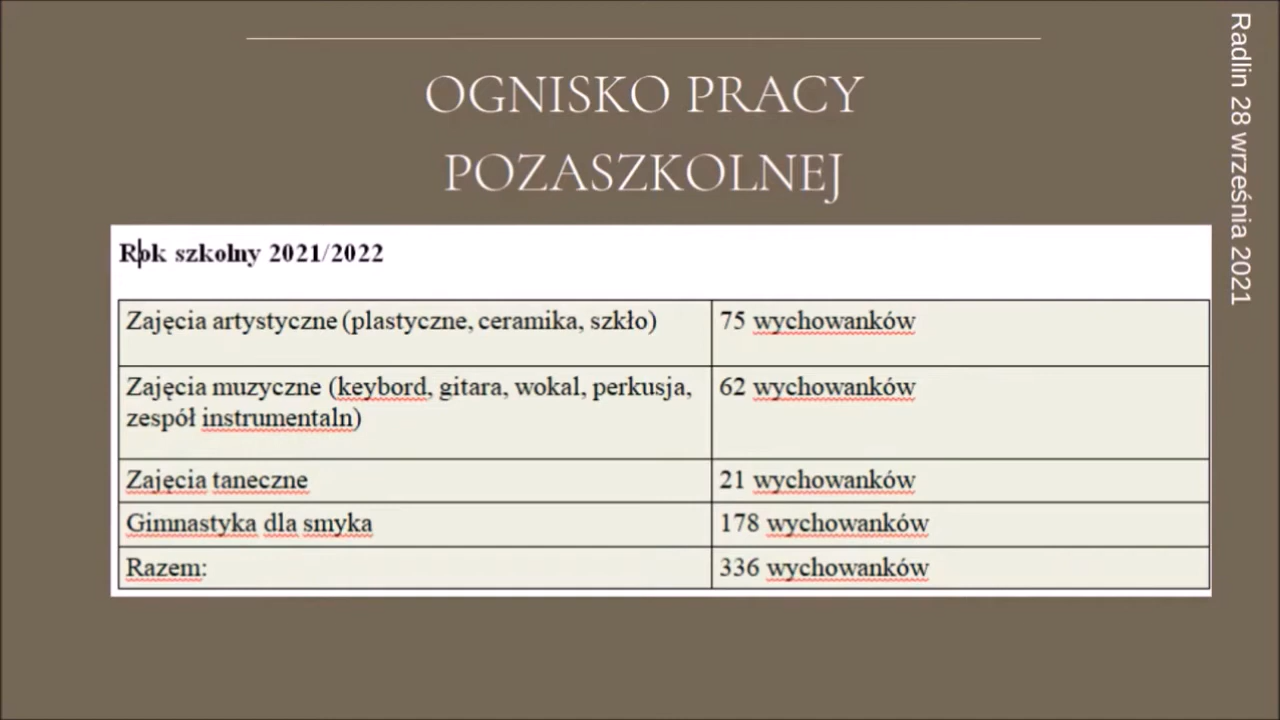 OGNISKO PRACY
POZASZKOLNEJ
Rok szkolny 2021/2022
Zajęcia artystyczne (plastyczne, ceramika, szkło) 75 wychowanków
Zajęcia muzyczne (keybord, gitara, wokal, perkusja, 62 wychowanków
zespół instrumentaln)
Zajęcia taneczne 21 wychowanków
Gimnastyka dla smyka 178 wychowanków
Razem: 336 wychowanków
Radlin 28 września 2021